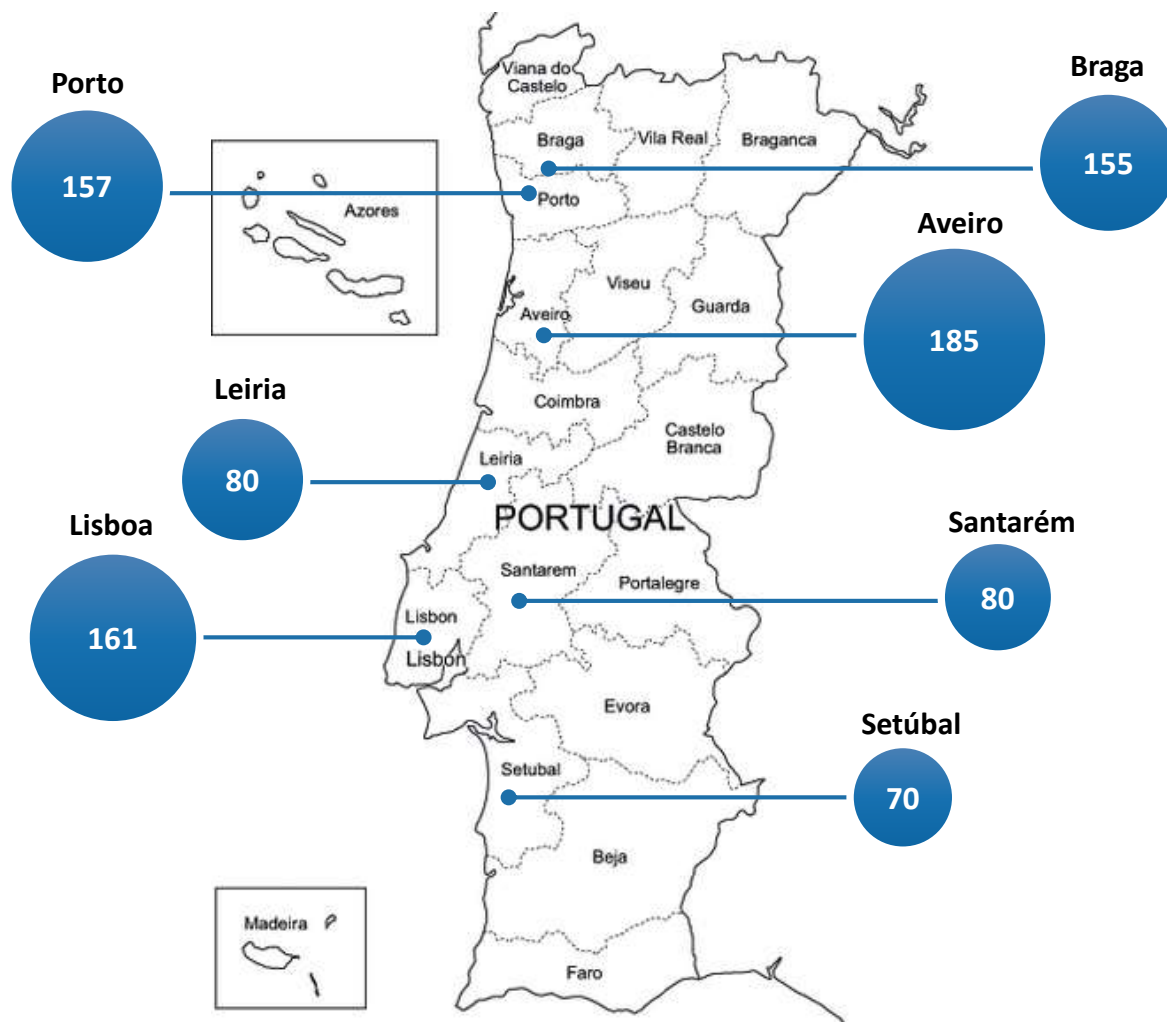 Porto
157
Braga
155
Aveiro
185
Leiria
80
Lisboa
161
Santarém
80
Setúbal
70
Viana do
Castelo
Braga
Vila Real
Braganca
Porto
Azores
Viseu
Guarda
Aveiro
Coimbra
Castelo
Branca
Leiria
PORTUGAL
Santarem
Portalegre
Lisbon
Lisbon
Evora
Setubal
Beja
Madeira
Faro